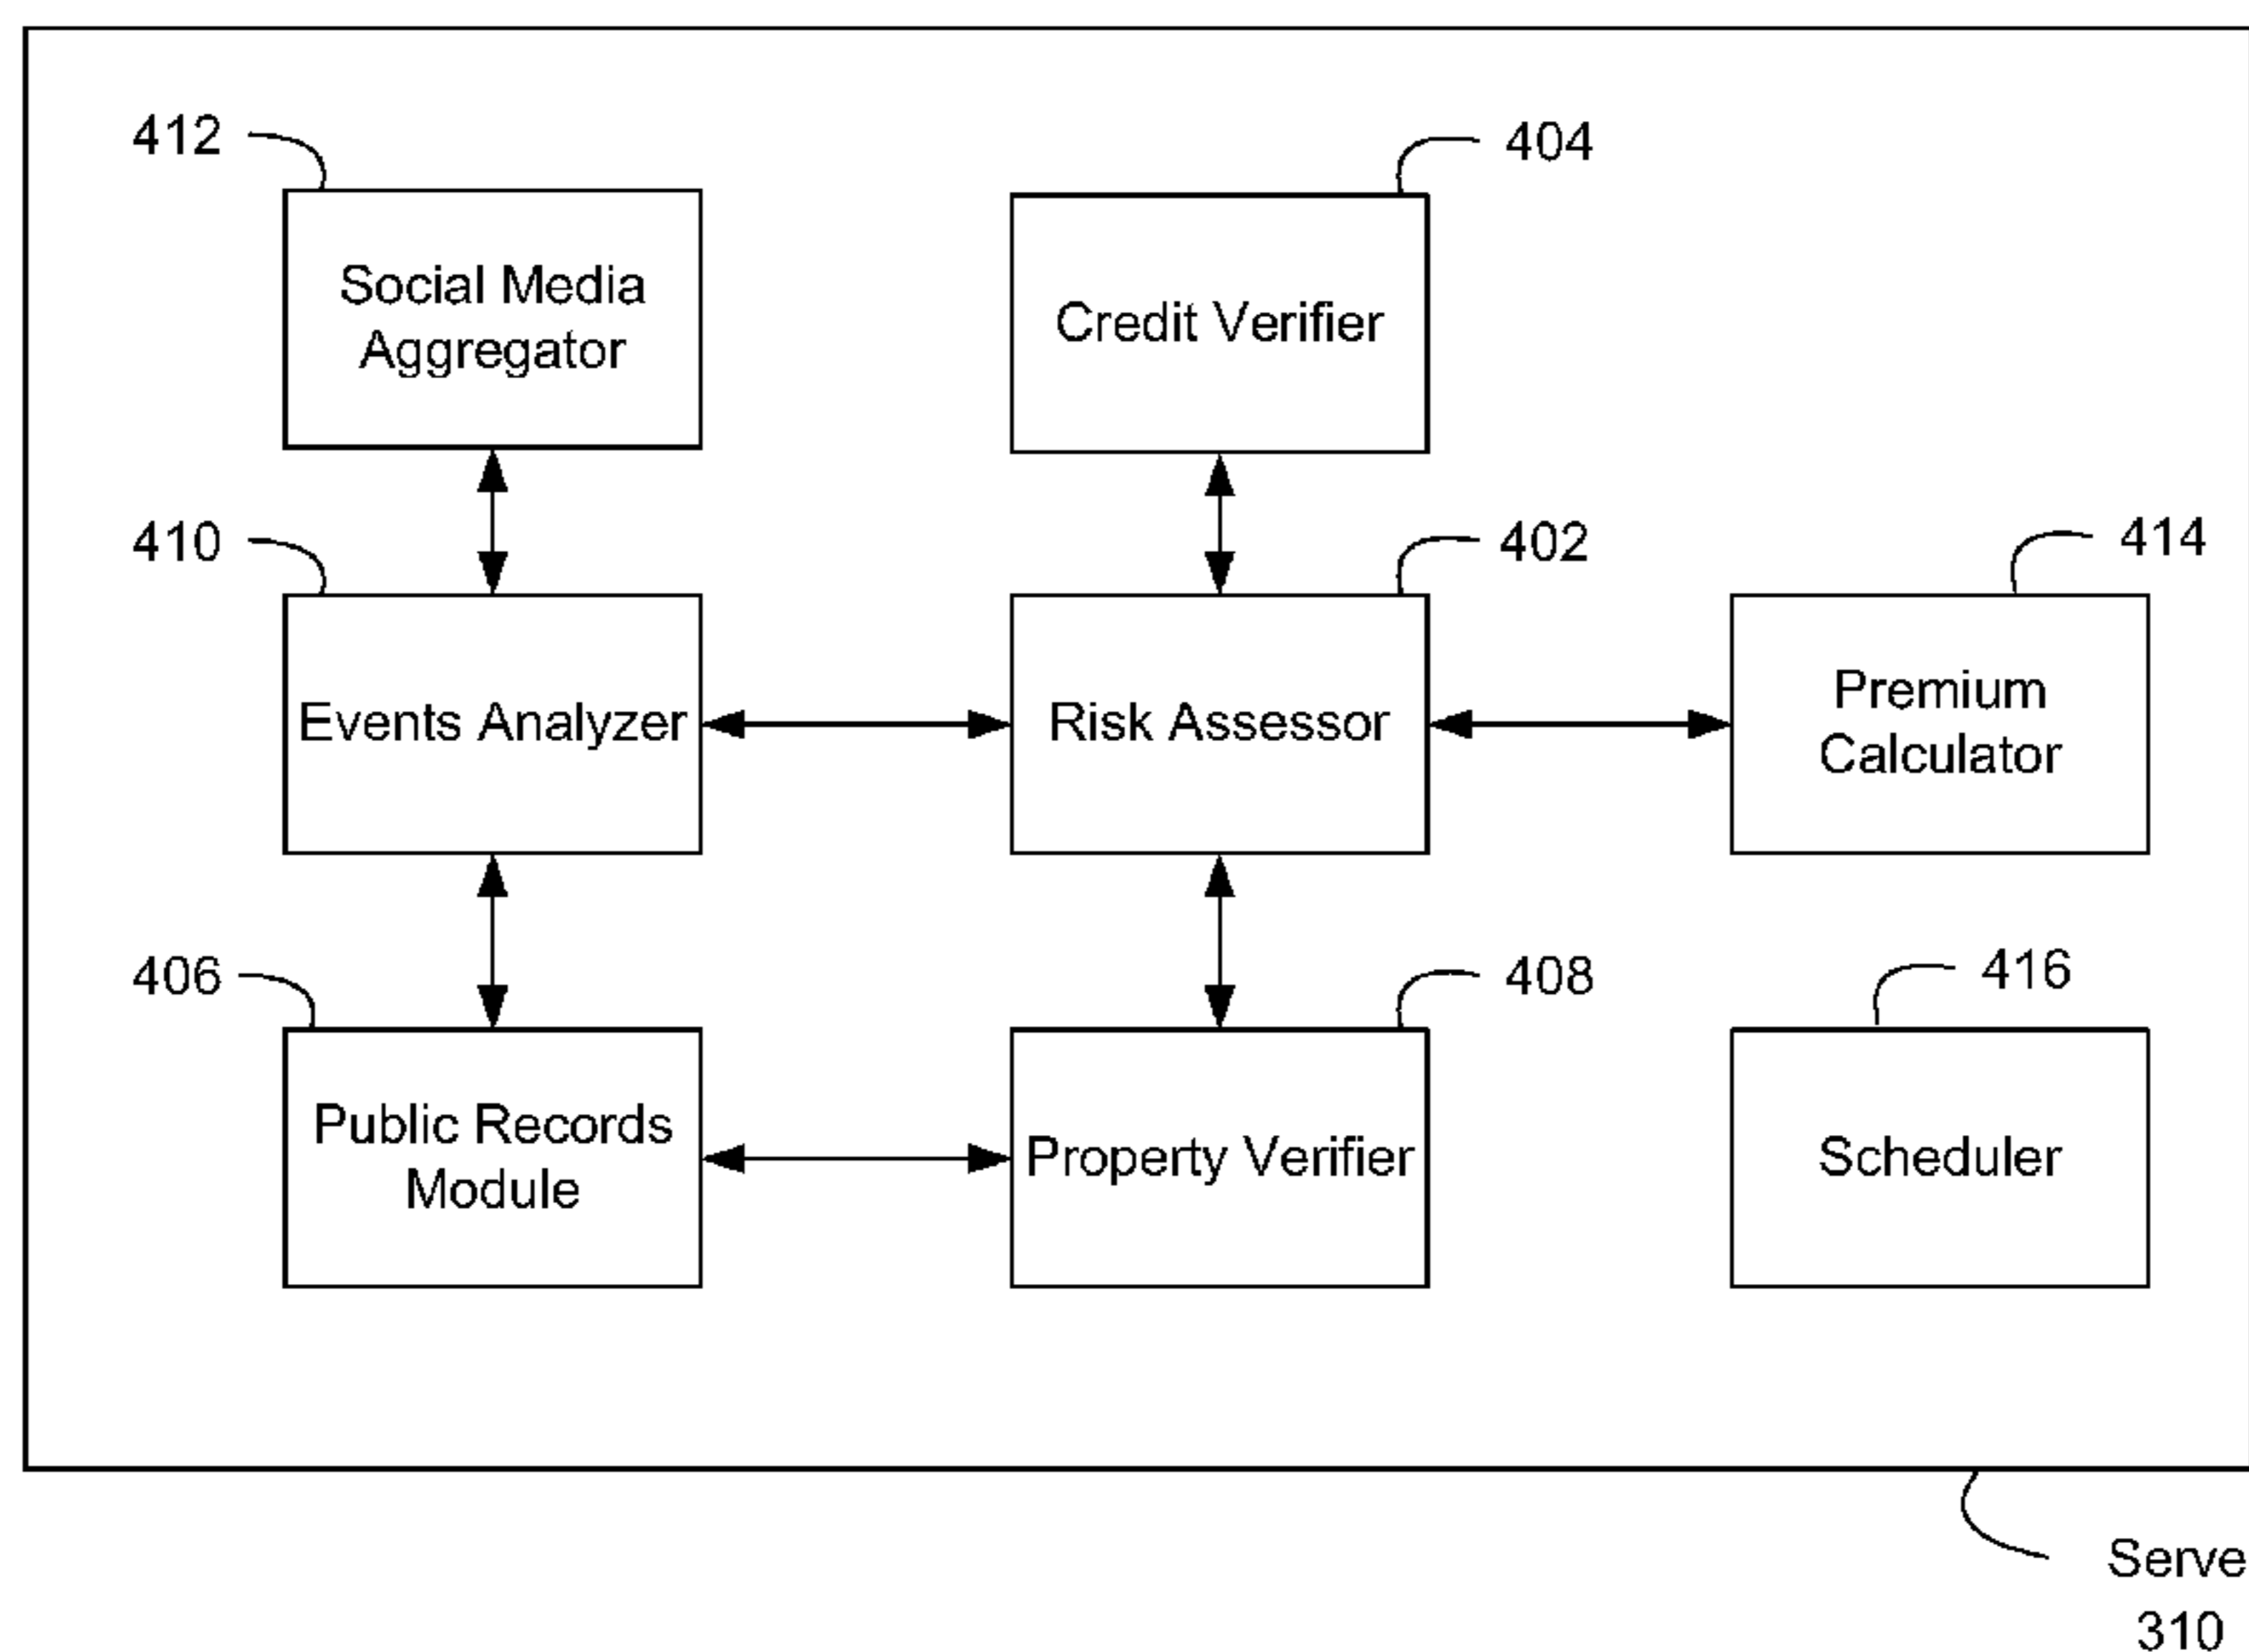 412
404
Social Media
Aggregator
Credit Verifier
410
402
414
Events Analyzer
Risk Assessor
Premium
Calculator
406
408
416
Public Records
Module
Property Verifier
Scheduler
Serve
310